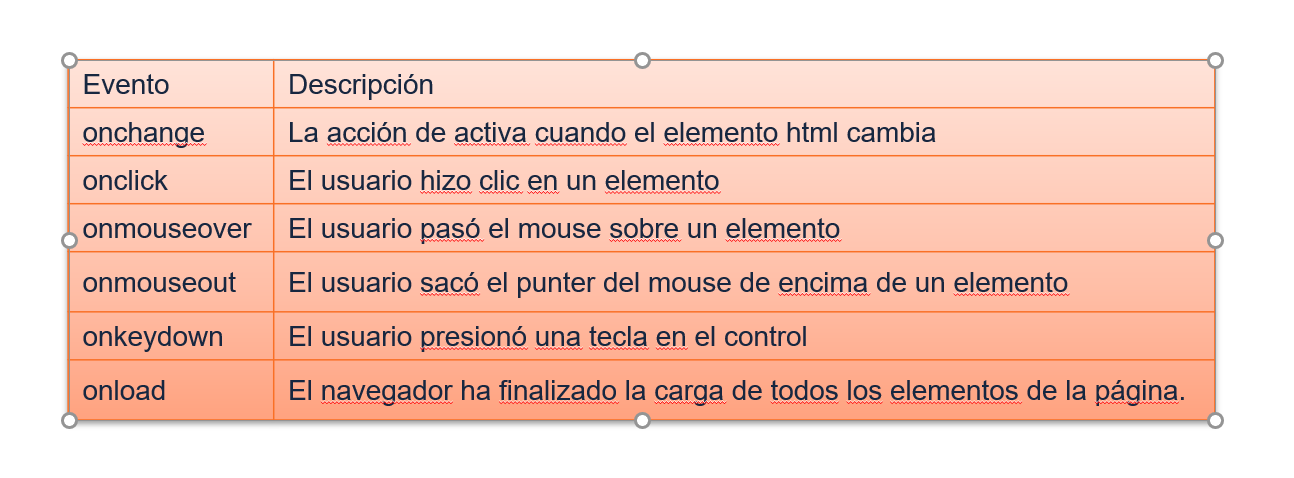 Evento Descripción
onchange La acción de activa cuando el elemento html cambia
onclick El usuario hizo clic en un elemento
onmouseover El usuario pasó el mouse sobre un elemento
onmouseout El usuario sacó el punter del mouse de encima de un elemento
onkeydown El usuario presionó una tecla en el control
onload El navegador ha finalizado la carga de todos los elementos de la página.